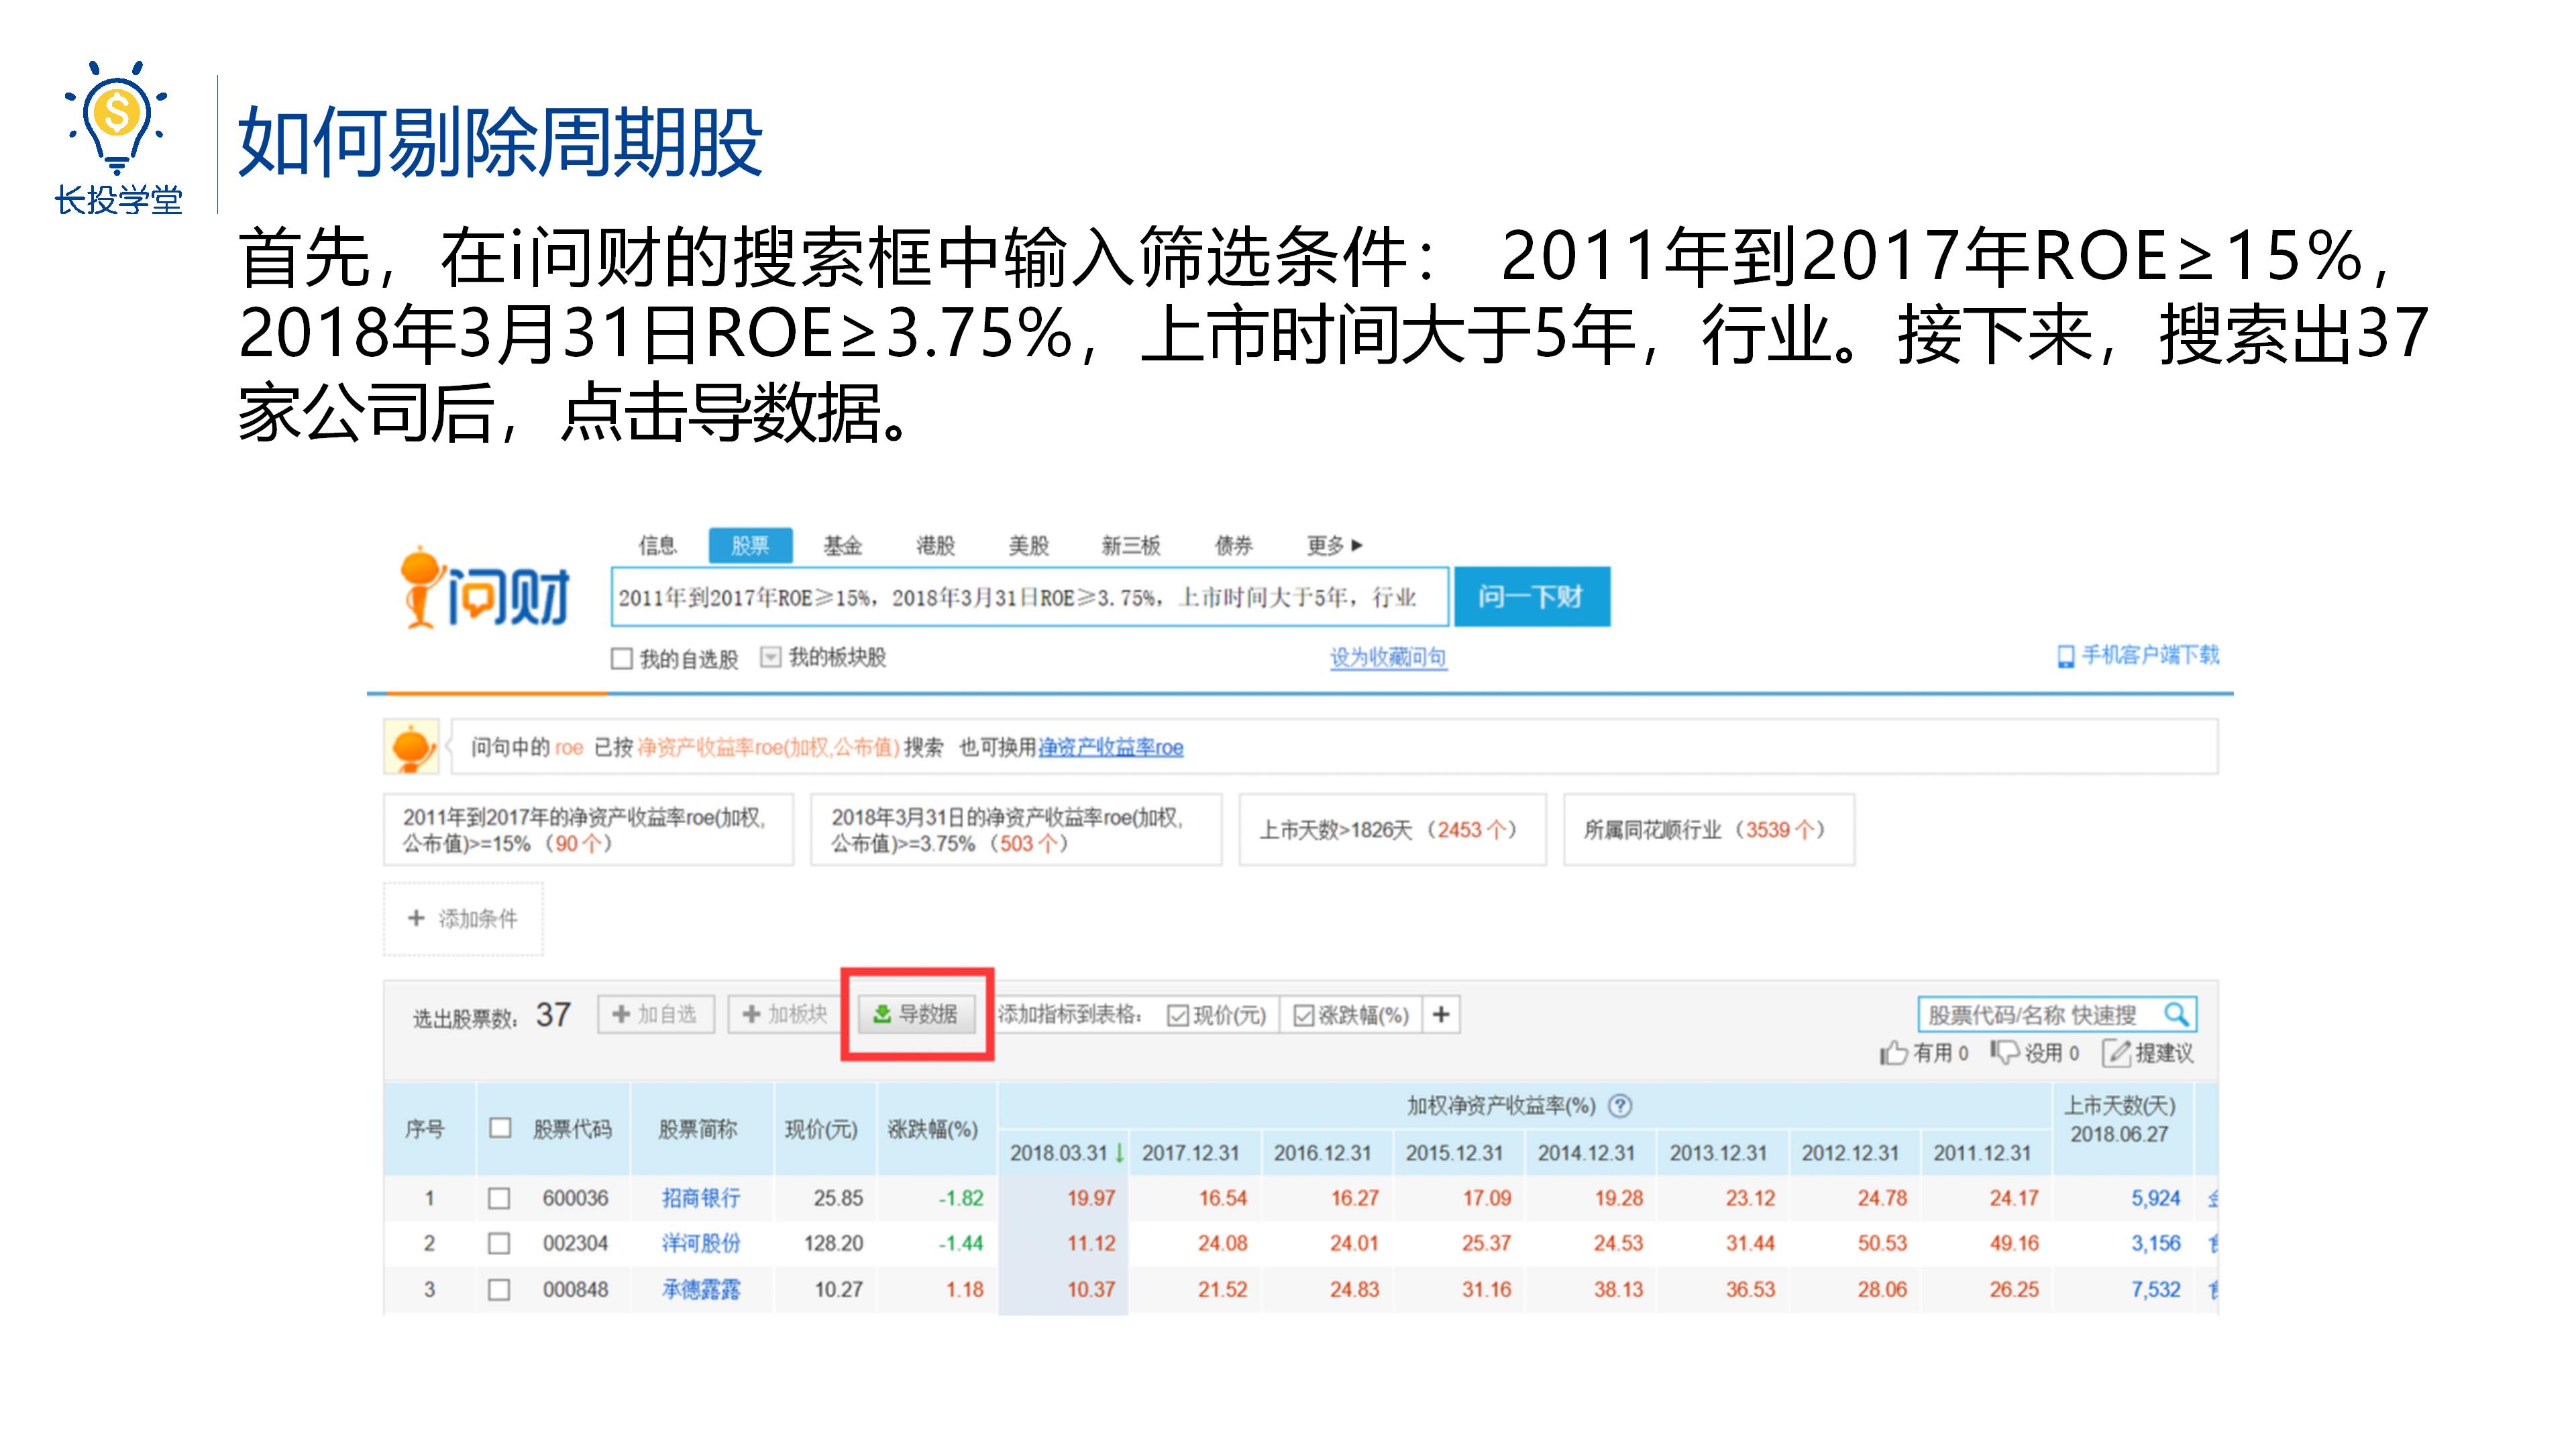 长投学堂
如何剔除周期股
首先，在i问财的搜索框中输入筛选条件： 2011年到2017年ROE≥15%，
2018年3月31日ROE≥3.75%，上市时间大于5年，行业。接下来，搜索出37
家公司后，点击导数据。
信息 股票 基金 港股 美股 新三板 债券 更多
问财
2011年到2017年ROE≥15%，2018年3月31日ROE≥3.75%，上市时间大于5年，行业 问一下财
我的自选股 我的板块股 设为收藏问句 手机客户端下载
问句中的 roe 已按 净资产收益率roe(加权,公布值) 搜索 也可换用净资产收益率roe
2011年到2017年的净资产收益率roe(加权,
公布值)>=15%（90 个）
2018年3月31日的净资产收益率roe(加权,
公布值)>=3.75%（503 个）
上市天数>1826天（2453 个）
所属同花顺行业（3539 个）
+ 添加条件
选出股票数： 37 + 加自选 + 加板块 导数据 添加指标到表格： 现价(元) 涨跌幅(%) + 股票代码/名称 快速搜
有用 0 没用 0 提建议
序号 股票代码 股票简称 现价(元) 涨跌幅(%) 加权净资产收益率(%) ? 上市天数(天)
2018.06.27
2018.03.31↓ 2017.12.31 2016.12.31 2015.12.31 2014.12.31 2013.12.31 2012.12.31 2011.12.31
1 600036 招商银行 25.85 -1.82 19.97 16.54 16.27 17.09 19.28 23.12 24.78 24.17 5,924
2 002304 洋河股份 128.20 -1.44 11.12 24.08 24.01 25.37 24.53 31.44 50.53 49.16 3,156
3 000848 承德露露 10.27 1.18 10.37 21.52 24.83 31.16 38.13 36.53 28.06 26.25 7,532